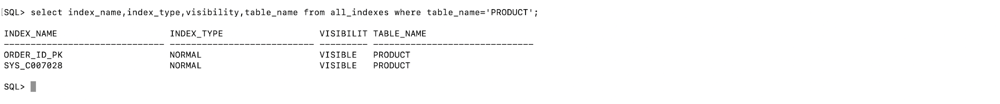 SQL> select index_name,index_type,visibility,table_name from all_indexes where table_name='PRODUCT';
INDEX_NAME                     INDEX_TYPE                  VISIBILIT TABLE_NAME
------------------------------ --------------------------- --------- ------------------------------
ORDER_ID_PK                    NORMAL                      VISIBLE   PRODUCT
SYS_C007028                    NORMAL                      VISIBLE   PRODUCT
SQL>